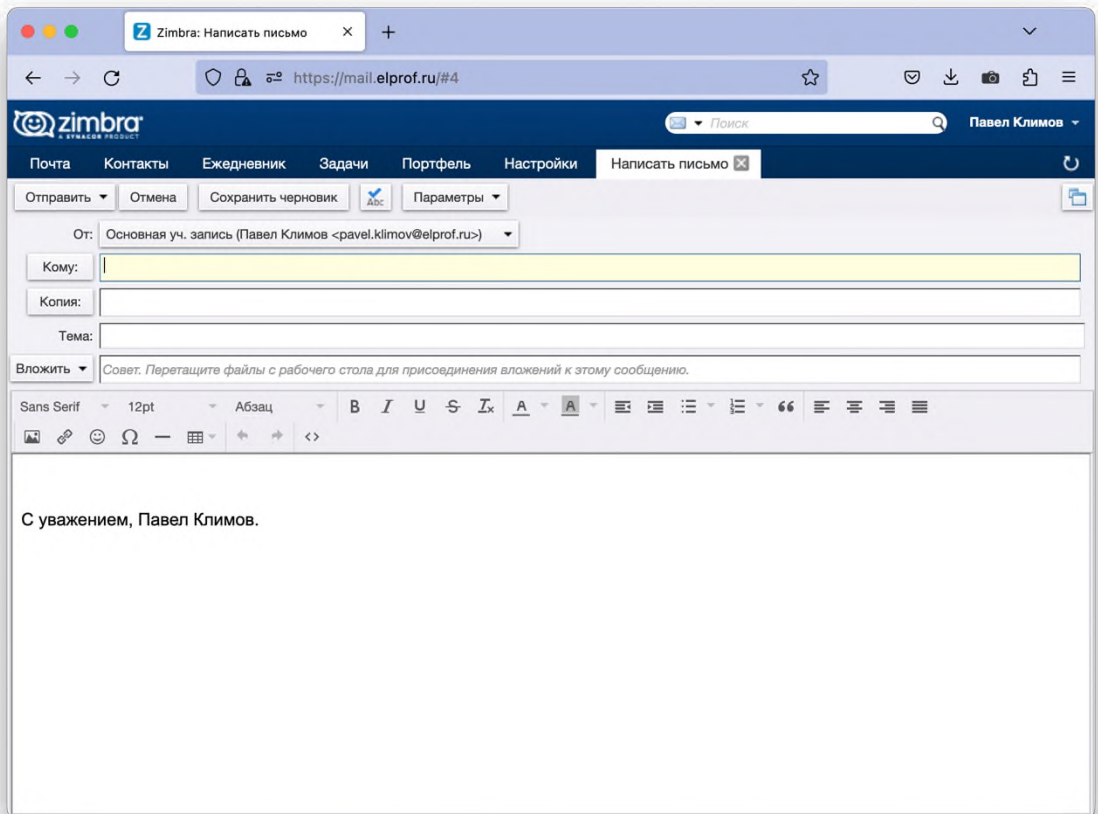 Zimbra: Написать письмо
https://mail.elprof.ru/#4
zimbra
A SYNACOR PRODUCT
Поиск
Павел Климов
Почта Контакты Ежедневник Задачи Портфель Настройки Написать письмо
Отправить Отмена Сохранить черновик Abc Параметры
От: Основная уч. запись (Павел Климов <pavel.klimov@elprof.ru>)
Кому:
Копия:
Тема:
Вложить Совет. Перетащите файлы с рабочего стола для присоединения вложений к этому сообщению.
Sans Serif 12pt Абзац B I U S Tx A A
С уважением, Павел Климов.